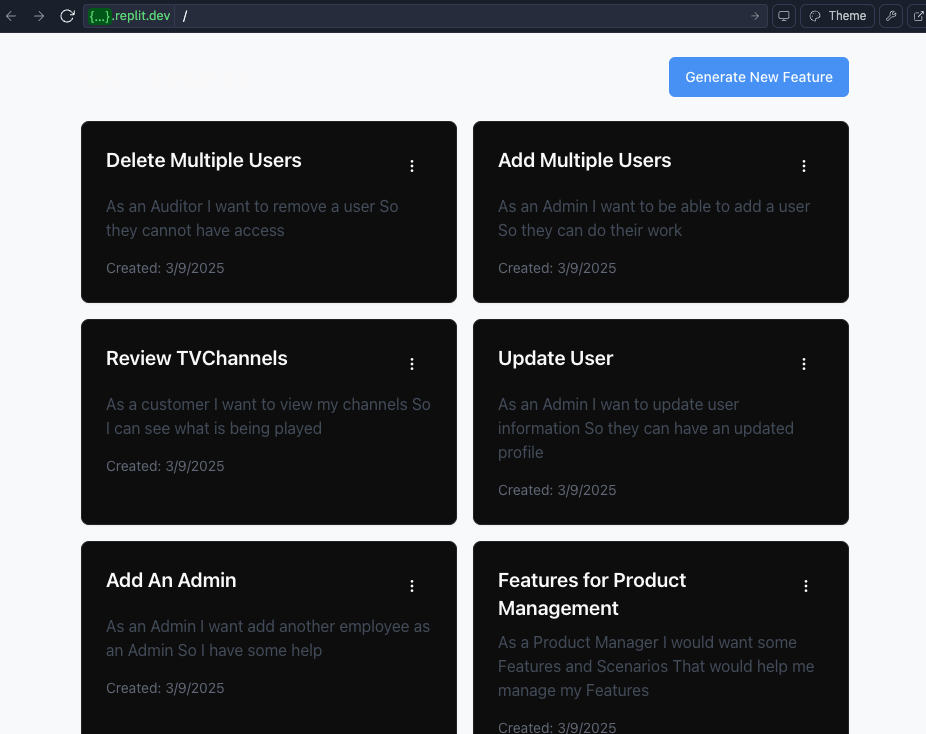 {...}.replit.dev /
Theme
Generate New Feature
Delete Multiple Users
As an Auditor I want to remove a user So
they cannot have access
Created: 3/9/2025
Add Multiple Users
As an Admin I want to be able to add a user
So they can do their work
Created: 3/9/2025
Review TVChannels
As a customer I want to view my channels So
I can see what is being played
Created: 3/9/2025
Update User
As an Admin I wan to update user
information So they can have an updated
profile
Created: 3/9/2025
Add An Admin
As an Admin I want add another employee as
an Admin So I have some help
Created: 3/9/2025
Features for Product
Management
As a Product Manager I would want some
Features and Scenarios That would help me
manage my Features
Created: 3/9/2025